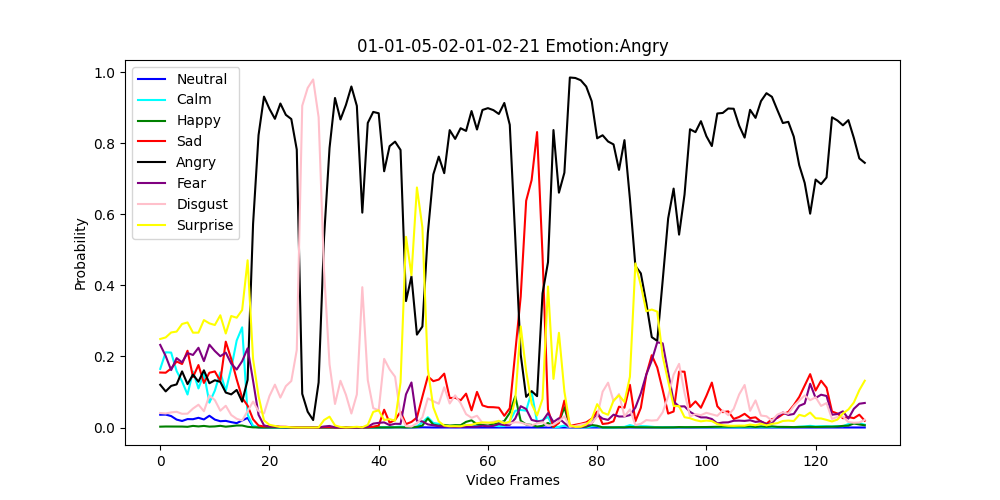 01-01-05-02-01-02-21 Emotion:Angry
1.0
0.8
0.6
0.4
0.2
0.0
Probability
Neutral
Calm
Happy
Sad
Angry
Fear
Disgust
Surprise
0 20 40 60 80 100 120
Video Frames